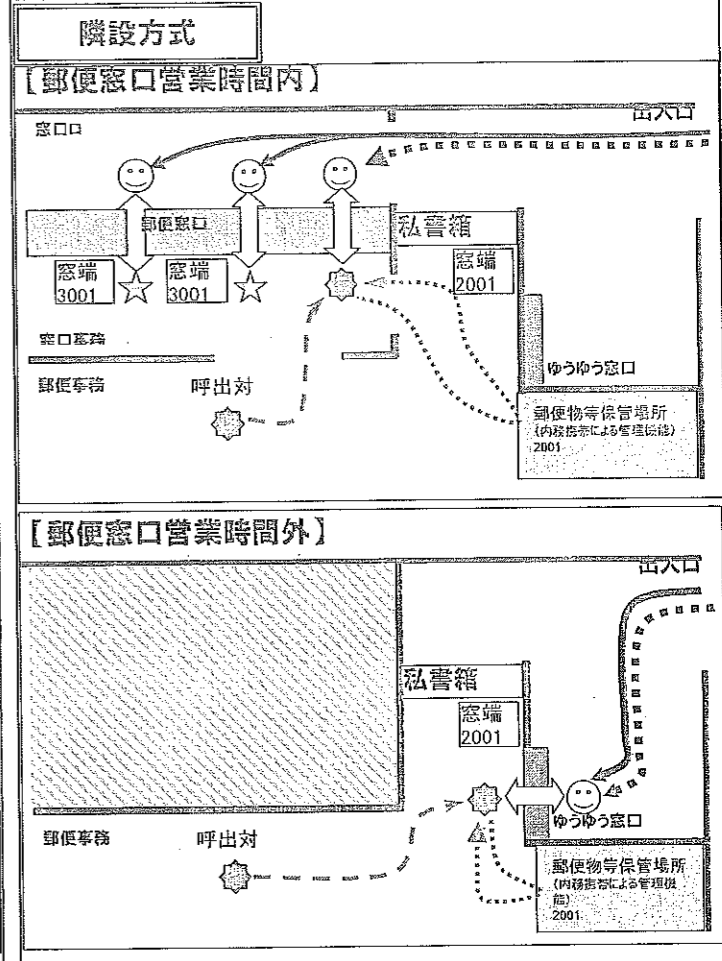 隣設方式
【郵便窓口営業時間内】
出入口
窓口ロ
郵便窓口
私書箱
窓端
3001
窓端
3001
窓端
2001
窓口事務
郵便事務
呼出対
ゆうゆう窓口
郵便物等保管場所
(内務携帯による管理機能)
2001
【郵便窓口営業時間外】
出入口
私書箱
窓端
2001
郵便事務
呼出対
ゆうゆう窓口
郵便物等保管場所
(内務携帯による管理機
能)
2001